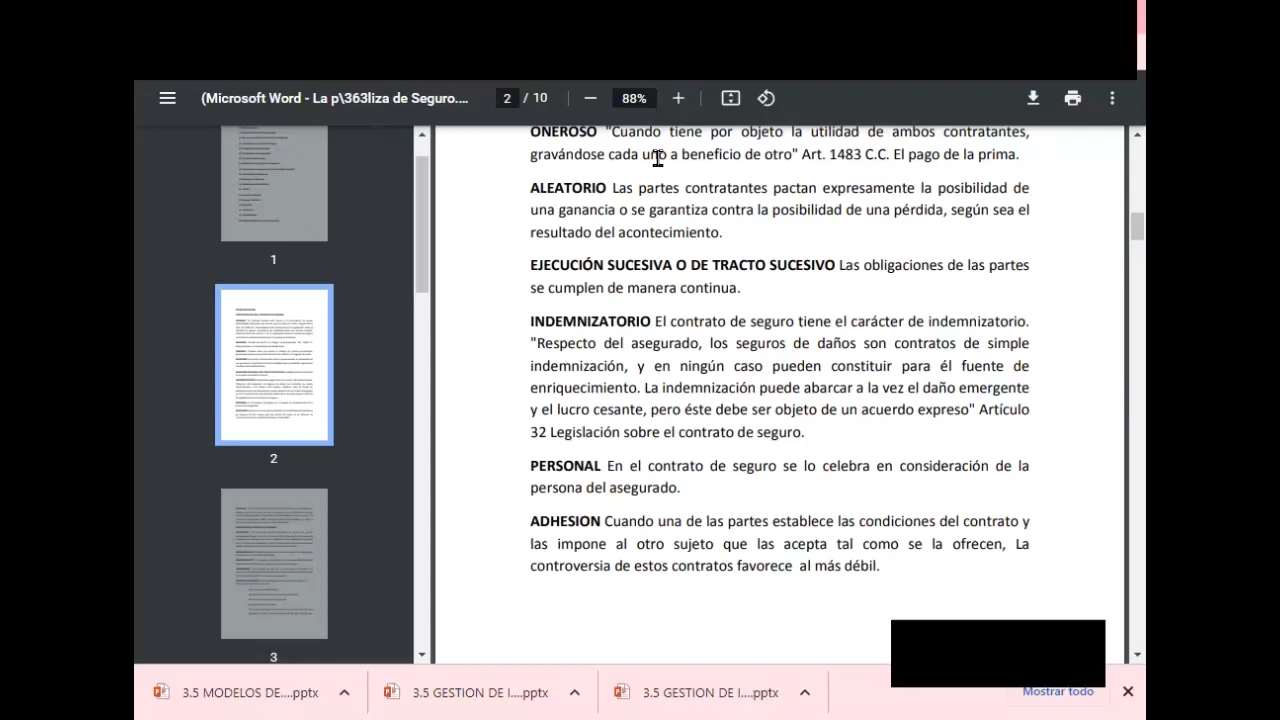 (Microsoft Word - La p\363liza de Seguro.... 2 / 10 88%
ONEROSO "Cuando tiene por objeto la utilidad de ambos contratantes,
gravándose cada uno a beneficio de otro" Art. 1483 C.C. El pago de la prima.
ALEATORIO Las partes contratantes pactan expresamente la posibilidad de
una ganancia o se garantiza contra la posibilidad de una pérdida, según sea el
resultado del acontecimiento.
EJECUCIÓN SUCESIVA O DE TRACTO SUCESIVO Las obligaciones de las partes
se cumplen de manera continua.
INDEMNIZATORIO El contrato de seguro tiene el carácter de indemnizatorio.
"Respecto del asegurado, los seguros de daños son contratos de simple
indemnización, y en ningún caso pueden constituir para él fuente de
enriquecimiento. El seguro puede abarcar a la vez el daño emergente
y el lucro cesante, pero éste debe ser objeto de un acuerdo expreso" Artículo
32 Legislación sobre el contrato de seguro.
PERSONAL En el contrato de seguro se lo celebra en consideración de la
persona del asegurado.
ADHESION Cuando una de las partes establece las condiciones del contrato y
las impone al otro quien que las acepta tal como se la ofrecen, La
controversia de estos contratos favorece al más débil.
1
2
3
3.5 MODELOS DE....pptx
3.5 GESTION DE I....pptx
3.5 GESTION DE I....pptx
Mostrar todo